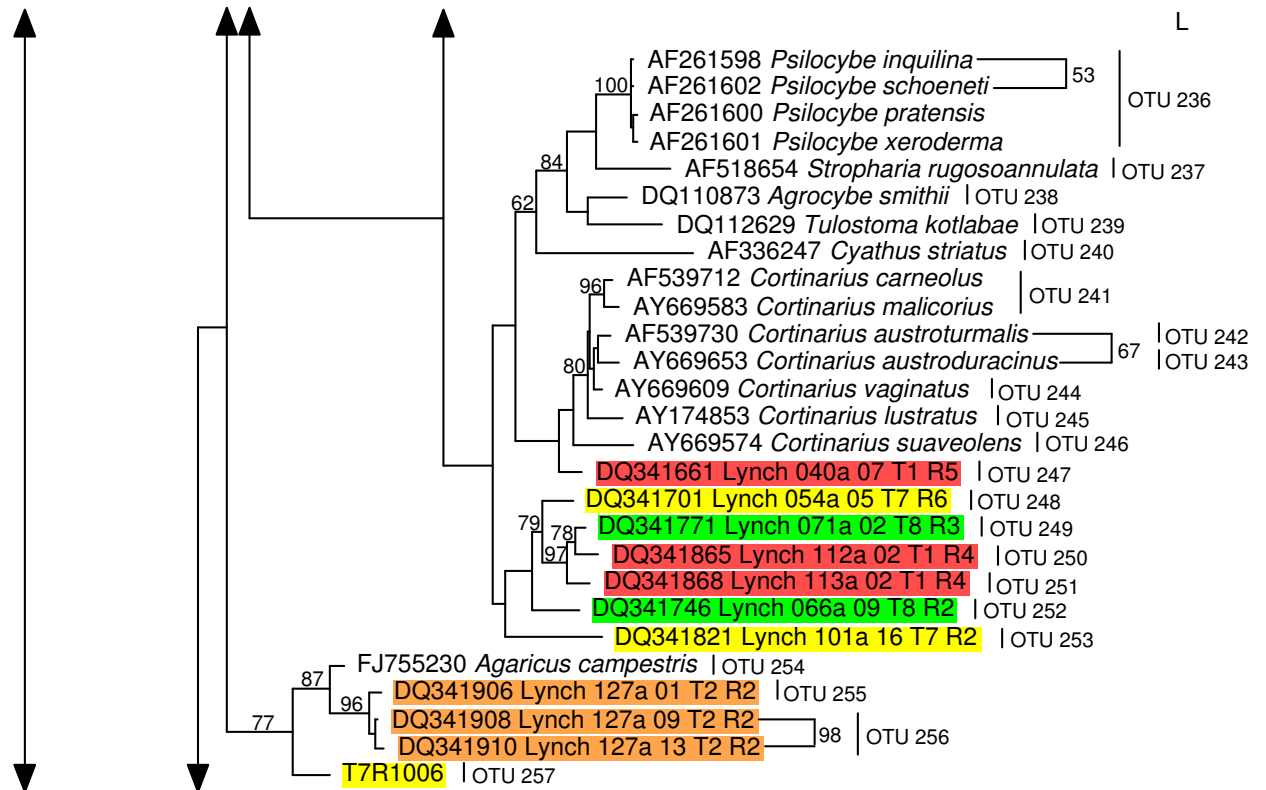 L
AF261598 Psilocybe inquilina
53
100 AF261602 Psilocybe schoeneti
OTU 236
AF261600 Psilocybe pratensis
AF261601 Psilocybe xeroderma
84 AF518654 Stropharia rugosoannulata OTU 237
DQ110873 Agrocybe smithii OTU 238
62
DQ112629 Tulostoma kotlabae OTU 239
AF336247 Cyathus striatus OTU 240
AF539712 Cortinarius carneolus
96 OTU 241
AY669583 Cortinarius malicorius
AF539730 Cortinarius austroturmalis OTU 242
67
AY669653 Cortinarius austroduracinus OTU 243
80
AY669609 Cortinarius vaginatus OTU 244
AY174853 Cortinarius lustratus OTU 245
AY669574 Cortinarius suaveolens OTU 246
DQ341661 Lynch 040a 07 T1 R5 OTU 247
DQ341701 Lynch 054a 05 T7 R6 OTU 248
79 DQ341771 Lynch 071a 02 T8 R3 OTU 249
78
97 DQ341865 Lynch 112a 02 T1 R4 OTU 250
DQ341868 Lynch 113a 02 T1 R4 OTU 251
DQ341746 Lynch 066a 09 T8 R2 OTU 252
DQ341821 Lynch 101a 16 T7 R2 OTU 253
FJ755230 Agaricus campestris OTU 254
87
DQ341906 Lynch 127a 01 T2 R2 OTU 255
96
77 DQ341908 Lynch 127a 09 T2 R2
98 OTU 256
DQ341910 Lynch 127a 13 T2 R2
T7R1006 OTU 257